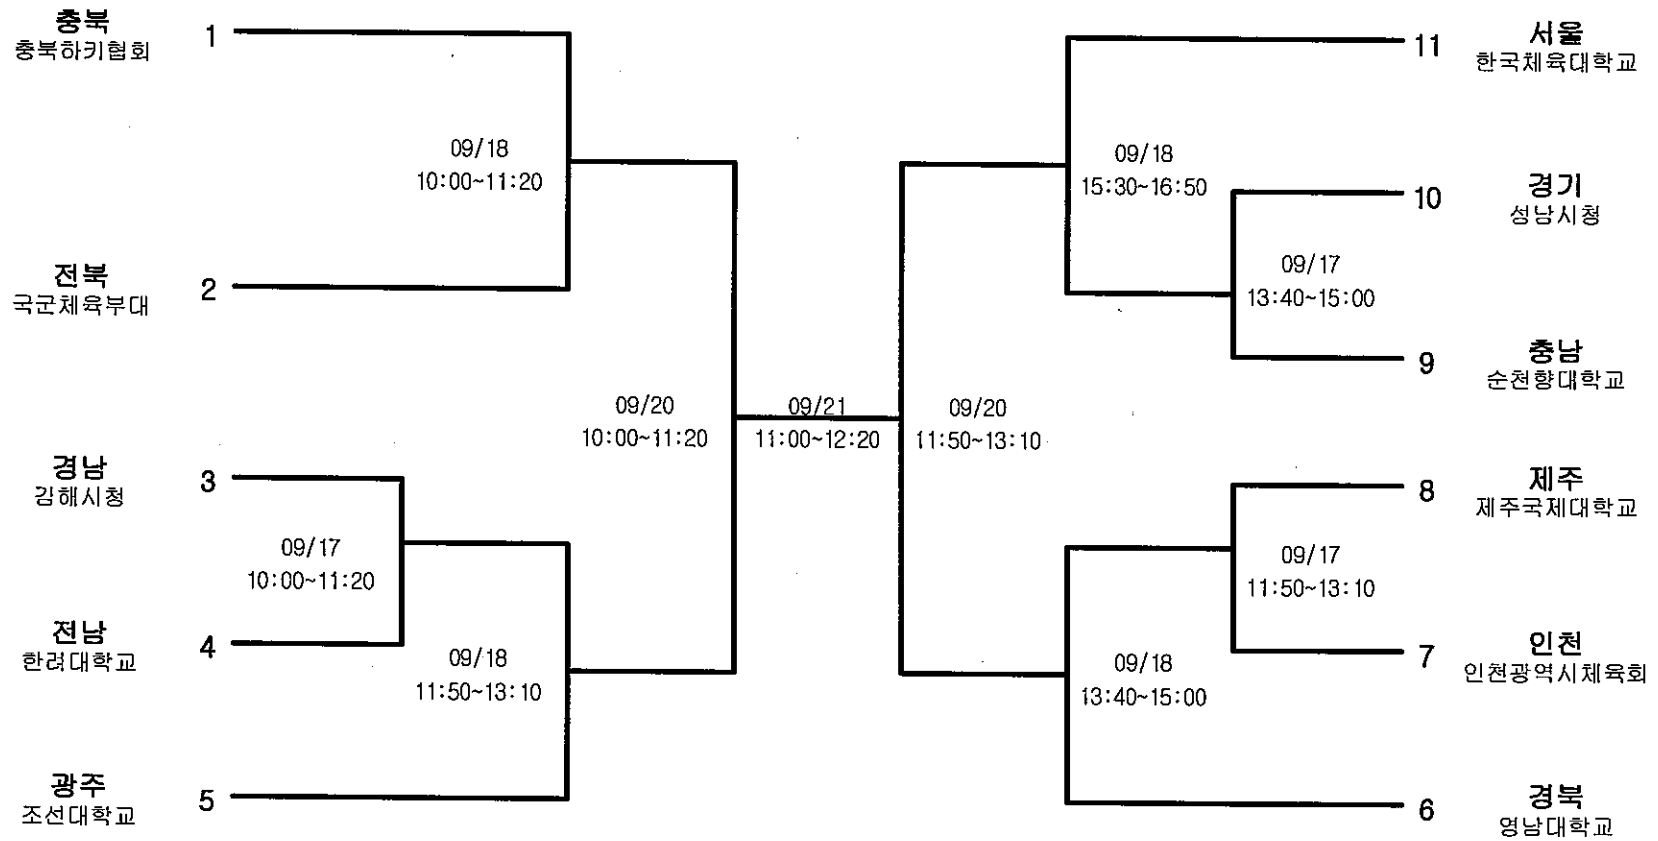 충북
충북하키협회
1
09/18
10:00~11:20
전북
국군체육부대
2
경남
김해시청
3
09/17
10:00~11:20
전남
한려대학교
4
09/18
11:50~13:10
광주
조선대학교
5
09/20
10:00~11:20
09/21
11:00~12:20
09/20
11:50~13:10
11
서울
한국체육대학교
09/18
15:30~16:50
10
경기
성남시청
09/17
13:40~15:00
9
충남
순천향대학교
8
제주
제주국제대학교
09/17
11:50~13:10
7
인천
인천광역시체육회
09/18
13:40~15:00
6
경북
영남대학교